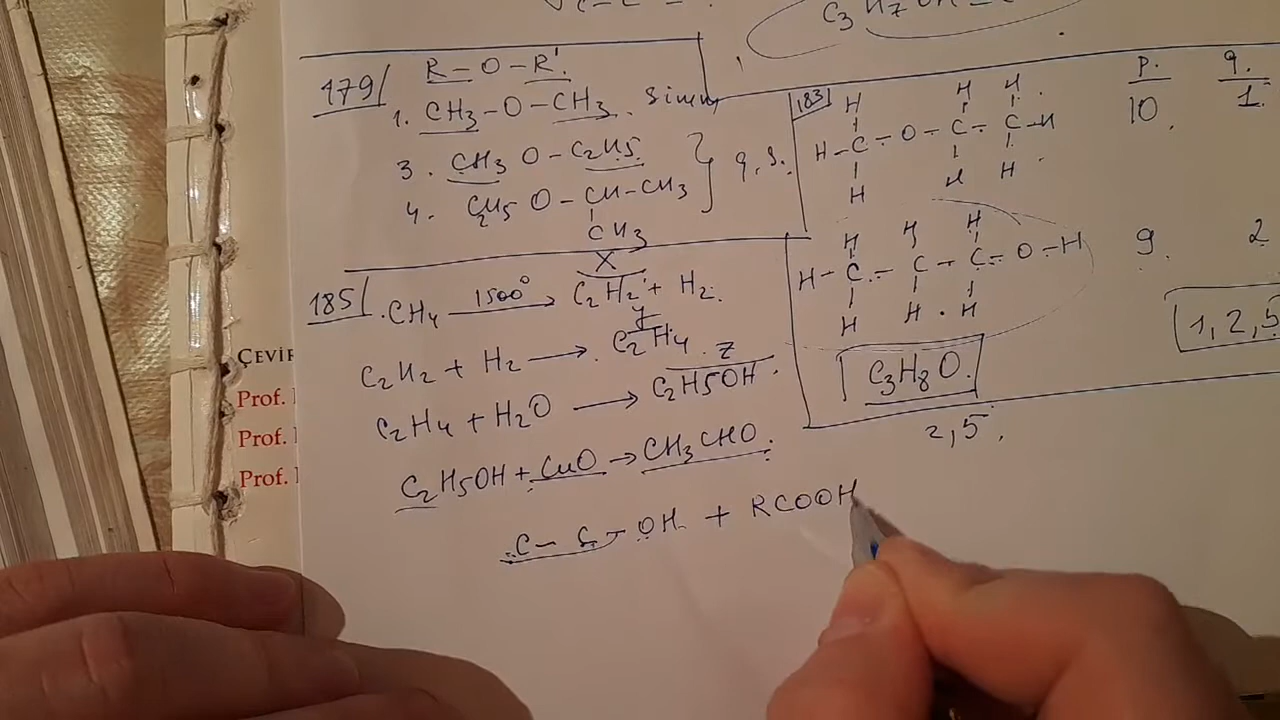 C₃H₇OH
179/ R-O-R'.
1. CH₃-O-CH₃. Simm
3. CH₃ O-C₂H₅
4. C₂H₅ O-CH-CH₃
CH₃
} q.s.
185/ CH₄ 1500° → C₂H₂ + H₂.
X
C₂H₂ + H₂ → C₂H₄.
y
C₂H₄ + H₂O → C₂H5OH.
z
C₂H5OH + CuO → CH₃CHO.
C-C-OH + RCOOH
183/
H H H
H-C-O-C-C-H
H H H
H H H
H-C-C-C-O-H
H H H
C₃H₈O.
2,5.
p. q.
10. 1.
9. 2
1,2,5
ÇEVİR
Prof.
Prof.
Prof.